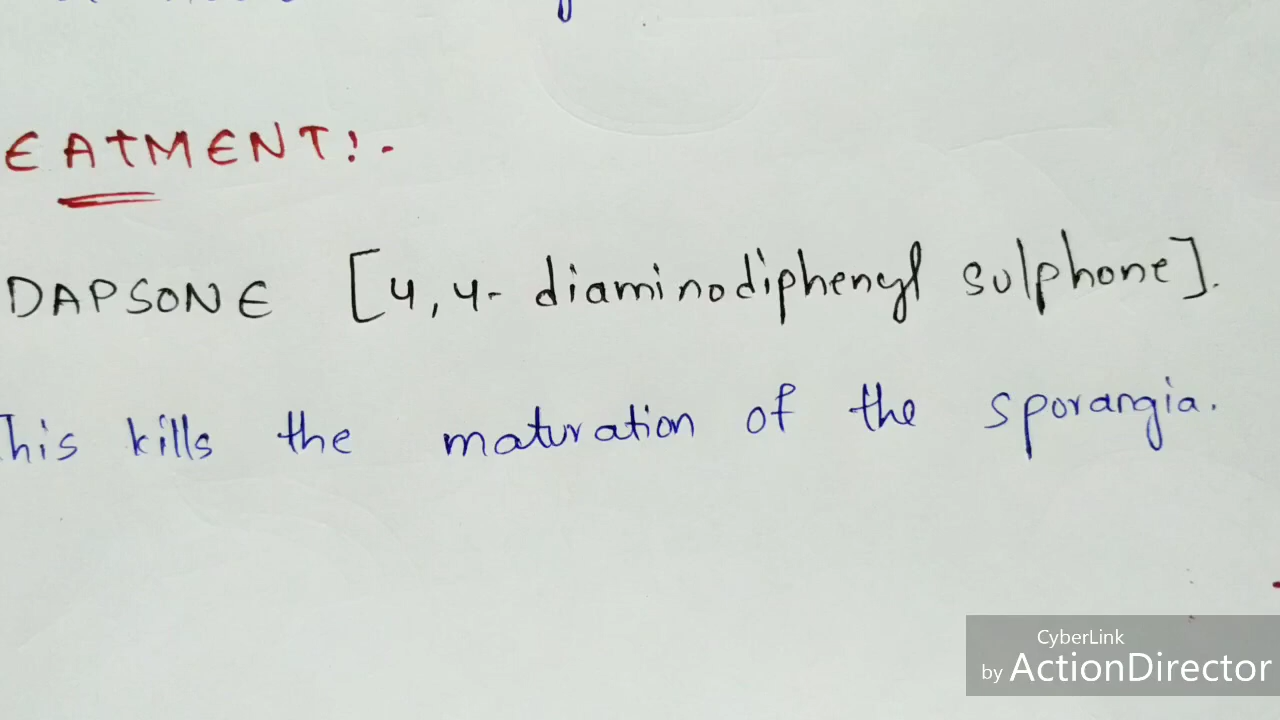 EATMENT:-
DAPSONE [4,4- diaminodiphenyl sulphone].
his kills the maturation of the sporangia.
CyberLink
by ActionDirector